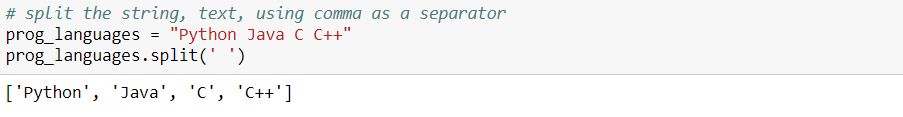 # split the string, text, using comma as a separator
prog_languages = "Python Java C C++"
prog_languages.split(' ')
['Python', 'Java', 'C', 'C++']